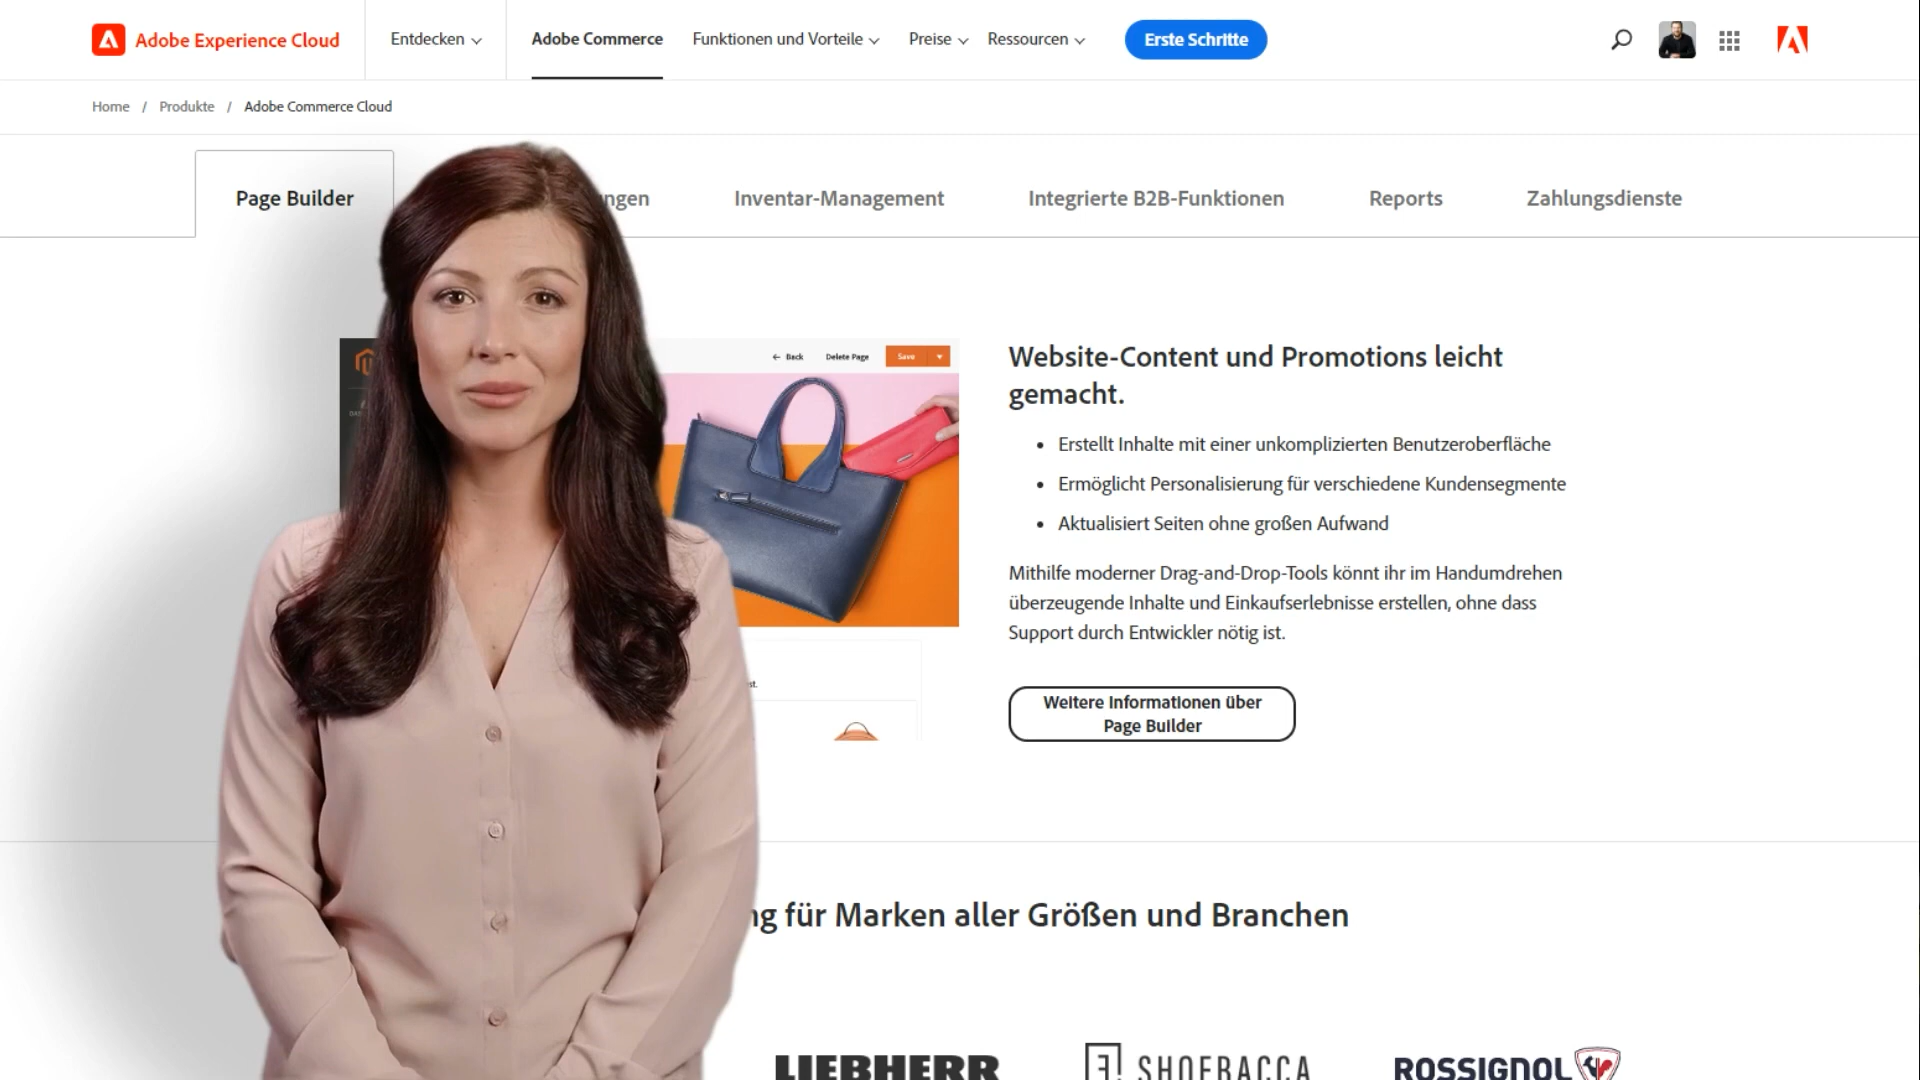 Adobe Experience Cloud
Entdecken
Adobe Commerce
Funktionen und Vorteile
Preise
Ressourcen
Erste Schritte
Home / Produkte / Adobe Commerce Cloud
Page Builder
Inventar-Management
Integrierte B2B-Funktionen
Reports
Zahlungsdienste
Back
Delete Page
Save
Website-Content und Promotions leicht
gemacht.
• Erstellt Inhalte mit einer unkomplizierten Benutzeroberfläche
• Ermöglicht Personalisierung für verschiedene Kundensegmente
• Aktualisiert Seiten ohne großen Aufwand
Mithilfe moderner Drag-and-Drop-Tools könnt ihr im Handumdrehen
überzeugende Inhalte und Einkaufserlebnisse erstellen, ohne dass
Support durch Entwickler nötig ist.
Weitere Informationen über
Page Builder
für Marken aller Größen und Branchen
LIEBHERR
SHOEBACCA
ROSSIGNOL